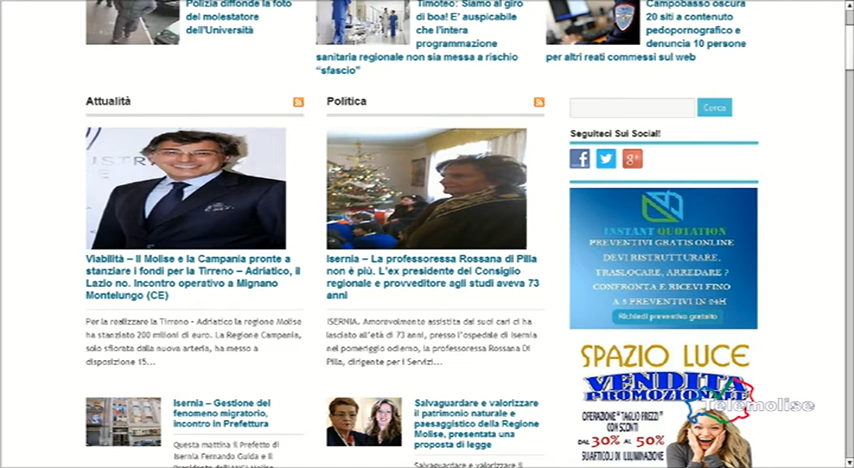 Polizia diffonde la foto
del molestatore
dell'Università
Timoteo: Siamo al giro
di boa! E' auspicabile
che l'intera
programmazione
sanitaria regionale non sia messa a rischio
"sfascio"
Campobasso oscura
20 siti a contenuto
pedopornografico e
denuncia 10 persone
per altri reati commessi sul web
Attualità
Viabilità – Il Molise e la Campania pronte a
stanziare i fondi per la Tirreno – Adriatico, il
Lazio no. Incontro operativo a Mignano
Montelungo (CE)
Per la realizzare la Tirreno – Adriatico la regione Molise
ha stanziato 200 milioni di euro. La Regione Campania,
solo sfiorata dalla nuova arteria, ha messo a
disposizione 15...
Isernia – Gestione del
fenomeno migratorio,
incontro in Prefettura
Questa mattina il Prefetto di
Isernia Fernando Guida e il
Politica
Isernia – La professoressa Rossana di Pilla
non è più. L'ex presidente del Consiglio
regionale e provveditore agli studi aveva 73
anni
ISERNIA. Amorevolmente assistita dai suoi cari ci ha
lasciato all'età di 73 anni, presso l'ospedale di Isernia
nel pomeriggio odierno, la professoressa Rossana Di
Pilla, dirigente per i Servizi...
Salvaguardare e valorizzare
il patrimonio naturale e
paesaggistico della Regione
Molise, presentata una
proposta di legge
Salvaguardare e valorizzare il
Cerca
Seguiteci Sui Social!
INSTANT QUOTATION
PREVENTIVI GRATIS ONLINE
DEVI RISTRUTTURARE,
TRASLOCARE, ARREDARE ?
CONFRONTA E RICEVI FINO
A 5 PREVENTIVI IN 24H
Richiedi preventivo gratuito
SPAZIO LUCE
VENDITA
PROMOZIONALE
Telemolise
OPERAZIONE "TAGLIO PREZZI"
CON SCONTI
DAL 30% AL 50%
SU ARTICOLI DI ILLUMINAZIONE